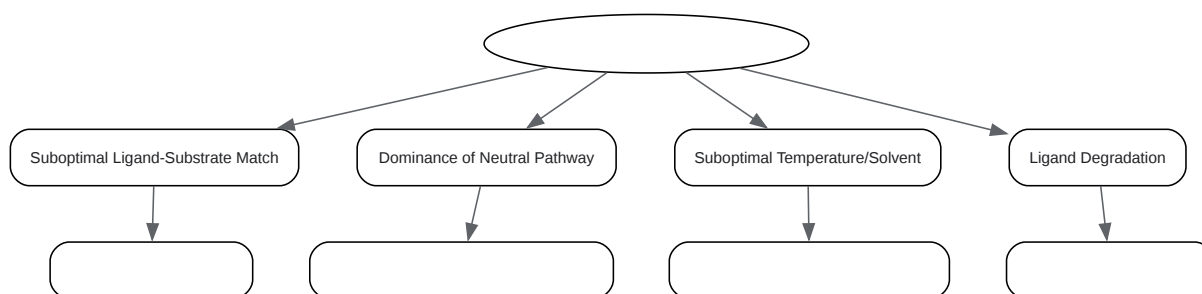 Suboptimal Ligand-Substrate Match
Dominance of Neutral Pathway
Suboptimal Temperature/Solvent
Ligand Degradation